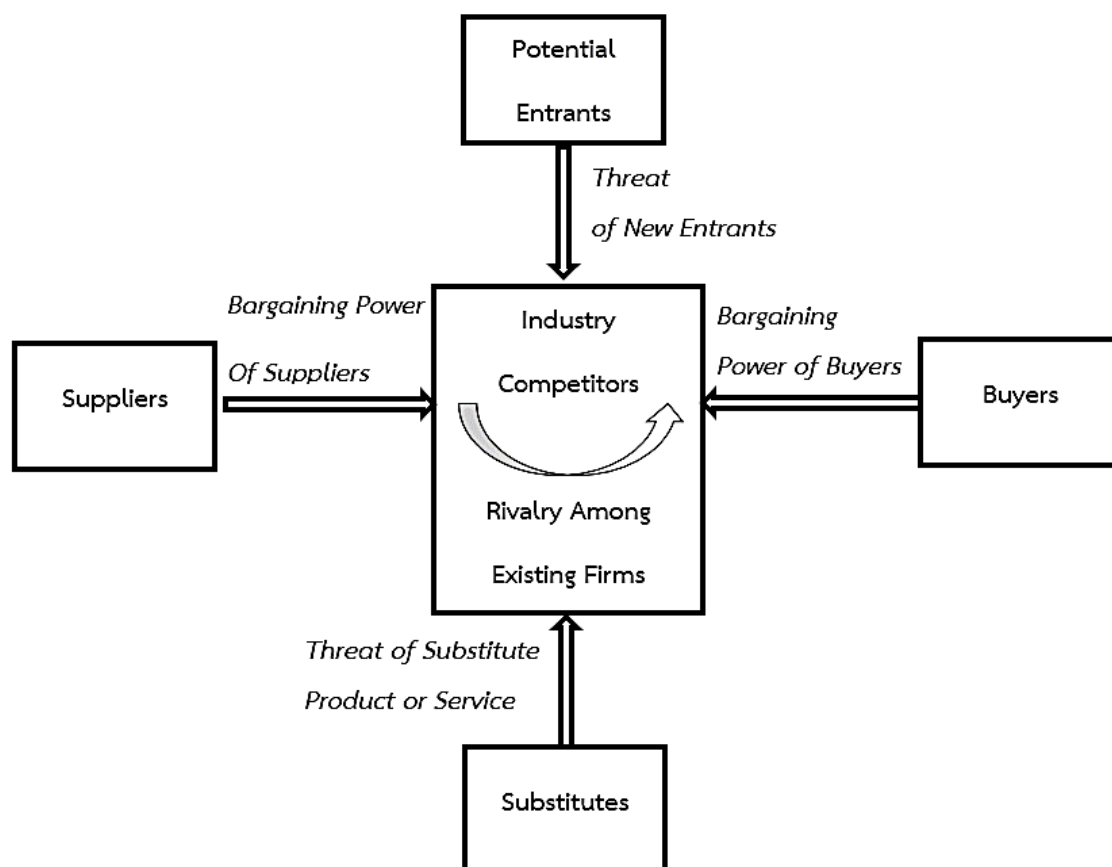 Potential
Entrants
Threat
of New Entrants
Bargaining Power
Of Suppliers
Suppliers
Industry
Competitors
Rivalry Among
Existing Firms
Bargaining
Power of Buyers
Buyers
Threat of Substitute
Product or Service
Substitutes